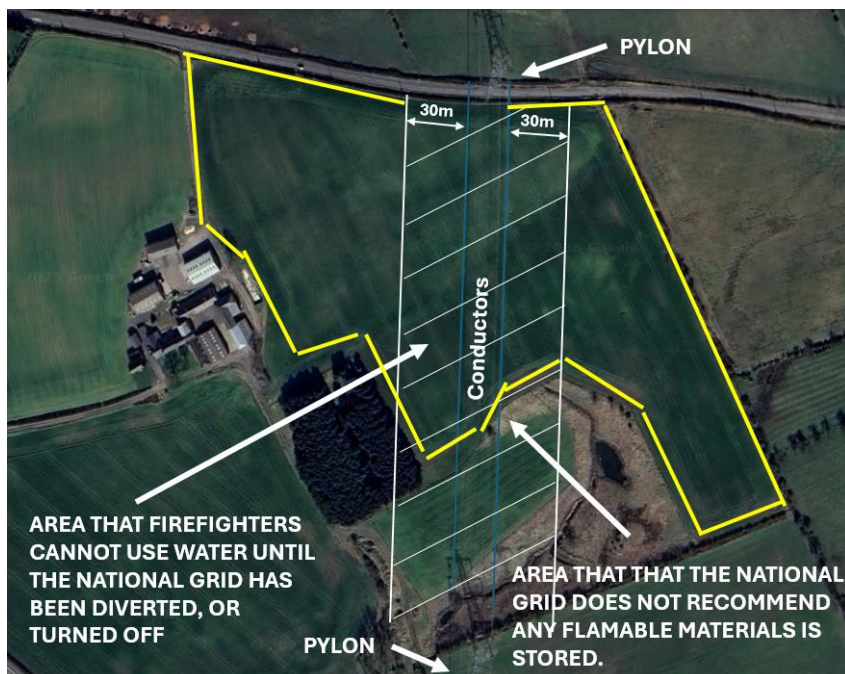 PYLON
30m
30m
Conductors
AREA THAT FIREFIGHTERS
CANNOT USE WATER UNTIL
THE NATIONAL GRID HAS
BEEN DIVERTED, OR
TURNED OFF
AREA THAT THAT THE NATIONAL
GRID DOES NOT RECOMMEND
ANY FLAMABLE MATERIALS IS
STORED.
PYLON